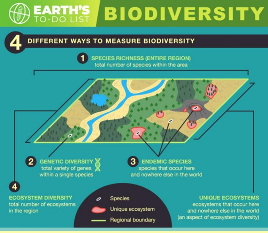 EARTH'S
TO-DO LIST
BIODIVERSITY
4 DIFFERENT WAYS TO MEASURE BIODIVERSITY
1 SPECIES RICHNESS (ENTIRE REGION)
total number of species within the area
2 GENETIC DIVERSITY
total variety of genes
within a single species
3 ENDEMIC SPECIES
species that occur here
and nowhere else in the world
4
ECOSYSTEM DIVERSITY
total number of ecosystems
in the region
Species
Unique ecosystem
Regional boundary
UNIQUE ECOSYSTEMS
ecosystems that occur here
and nowhere else in the world
(an aspect of ecosystem diversity)